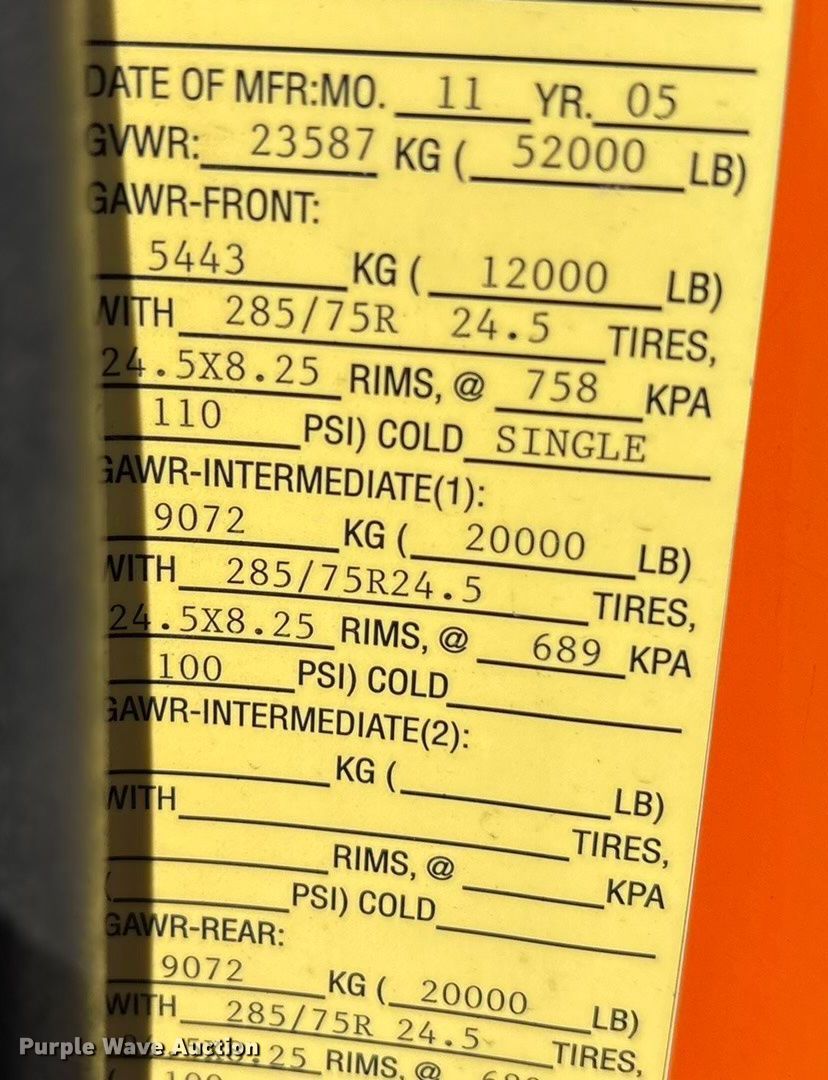 DATE OF MFR:MO. 11 YR. 05
GVWR: 23587 KG ( 52000 LB)
GAWR-FRONT:
5443 KG ( 12000 LB)
WITH 285/75R 24.5 TIRES,
24.5X8.25 RIMS, @ 758 KPA
110 PSI) COLD SINGLE
GAWR-INTERMEDIATE(1):
9072 KG ( 20000 LB)
WITH 285/75R24.5 TIRES,
24.5X8.25 RIMS, @ 689 KPA
100 PSI) COLD
GAWR-INTERMEDIATE(2):
KG ( LB)
WITH TIRES,
RIMS, @ KPA
( PSI) COLD
GAWR-REAR:
9072 KG ( 20000 LB)
WITH 285/75R 24.5 TIRES,
Purple Wave Auction
RIMS, @
( 100